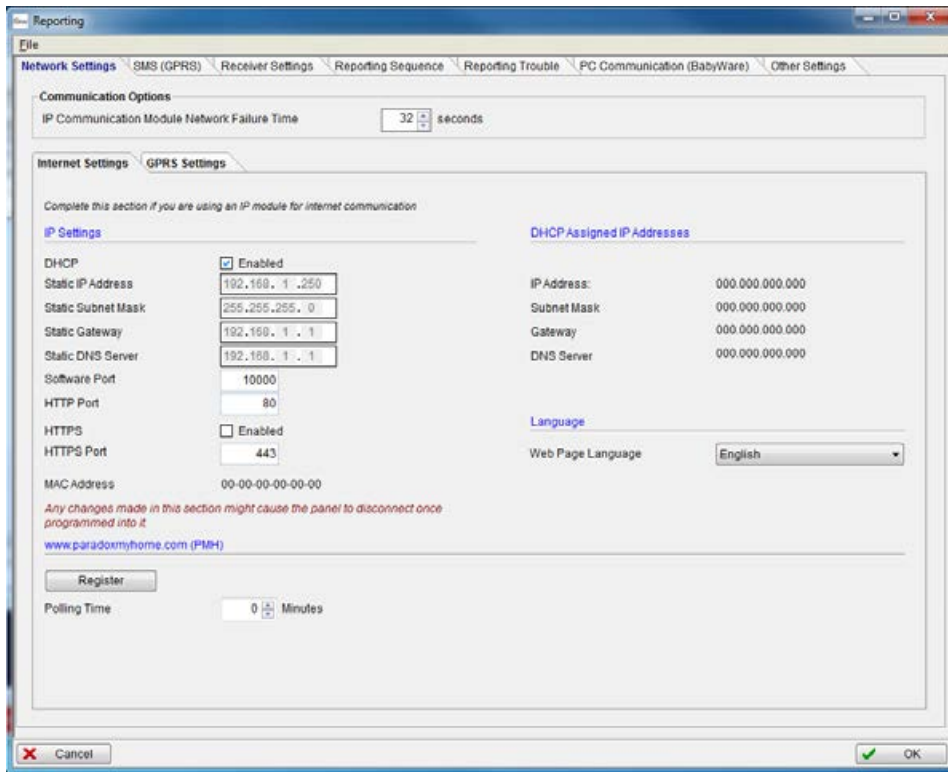 Reporting
File
Network Settings SMS (GPRS) Receiver Settings Reporting Sequence Reporting Trouble PC Communication (BabyWare) Other Settings
Communication Options
IP Communication Module Network Failure Time 32 seconds
Internet Settings GPRS Settings
Complete this section if you are using an IP module for internet communication
IP Settings DHCP Assigned IP Addresses
DHCP Enabled
Static IP Address 192.168. 1 .250 IP Address: 000.000.000.000
Static Subnet Mask 255.255.255. 0 Subnet Mask 000.000.000.000
Static Gateway 192.168. 1 . 1 Gateway 000.000.000.000
Static DNS Server 192.168. 1 . 1 DNS Server 000.000.000.000
Software Port 10000
HTTP Port 80
Language
HTTPS Enabled
HTTPS Port 443 Web Page Language English
MAC Address 00-00-00-00-00-00
Any changes made in this section might cause the panel to disconnect once
programmed into it
www.paradoxmyhome.com (PMH)
Register
Polling Time 0 Minutes
Cancel OK